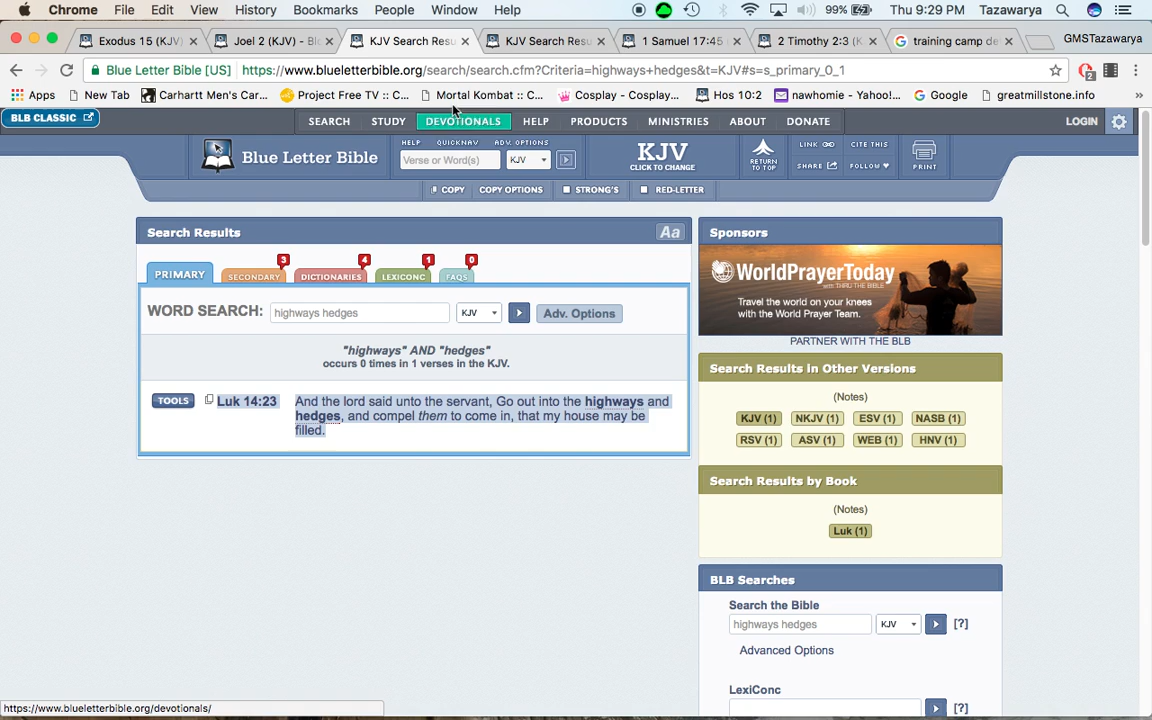 Chrome File Edit View History Bookmarks People Window Help 99% Thu 9:29 PM Tazawarya
Exodus 15 (KJV) Joel 2 (KJV) - Blc KJV Search Resu KJV Search Resu 1 Samuel 17:45 2 Timothy 2:3 (K training camp de GMSTazawarya
Blue Letter Bible [US] https://www.blueletterbible.org/search/search.cfm?Criteria=highways+hedges&t=KJV#s=s_primary_0_1
Apps New Tab Carhartt Men's Car... Project Free TV :: C... Mortal Kombat :: C... Cosplay - Cosplay... Hos 10:2 nawhomie - Yahoo!... Google greatmillstone.info »
BLB CLASSIC SEARCH STUDY DEVOTIONALS HELP PRODUCTS MINISTRIES ABOUT DONATE LOGIN
HELP QUICKNAV ADV. OPTIONS
Blue Letter Bible Verse or Word(s) KJV KJV CLICK TO CHANGE RETURN TO TOP LINK CITE THIS SHARE FOLLOW PRINT
COPY COPY OPTIONS STRONG'S RED-LETTER
Search Results Aa
3 4 1 0
PRIMARY SECONDARY DICTIONARIES LEXICONC FAQS
WORD SEARCH: highways hedges KJV Adv. Options
"highways" AND "hedges"
occurs 0 times in 1 verses in the KJV.
TOOLS Luk 14:23 And the lord said unto the servant, Go out into the highways and
hedges, and compel them to come in, that my house may be
filled.
Sponsors
WorldPrayerToday
with THRU THE BIBLE
Travel the world on your knees
with the World Prayer Team.
PARTNER WITH THE BLB
Search Results in Other Versions
(Notes)
KJV (1) NKJV (1) ESV (1) NASB (1)
RSV (1) ASV (1) WEB (1) HNV (1)
Search Results by Book
(Notes)
Luk (1)
BLB Searches
Search the Bible
highways hedges KJV [?]
Advanced Options
LexiConc
[?]
https://www.blueletterbible.org/devotionals/